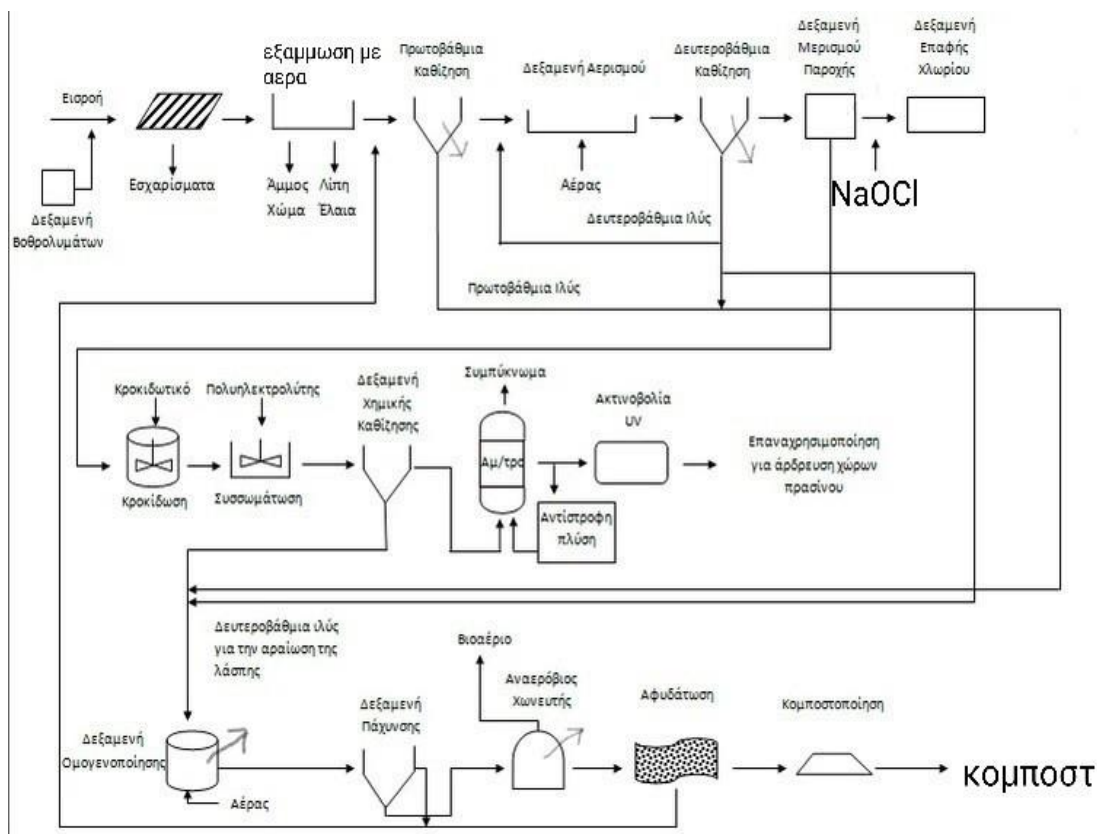 Εισροή
Δεξαμενή
Βοθρολυμάτων
Εσχαρίσματα
εξαμμωση με
αερα
Άμμος
Χώμα
Λίπη
Έλαια
Πρωτοβάθμια
Καθίζηση
Δεξαμενή Αερισμού
Αέρας
Δευτεροβάθμια
Καθίζηση
Δεξαμενή
Μερισμού
Παροχής
Δεξαμενή
Επαφής
Χλωρίου
NaOCl
Δευτεροβάθμια Ιλύς
Πρωτοβάθμια Ιλύς
Κροκιδωτικό
Κροκίδωση
Πολυηλεκτρολύτης
Συσσωμάτωση
Δεξαμενή
Χημικής
Καθίζησης
Συμπύκνωμα
Αμ/τρο
Αντίστροφη
πλύση
Ακτινοβολία
UV
Επαναχρησιμοποίηση
για άρδρευση χώρων
πρασίνου
Δευτεροβάθμια ιλύς
για την αραίωση της
λάσπης
Δεξαμενή
Ομογενοποίησης
Αέρας
Δεξαμενή
Πάχυνσης
Βιοαέριο
Αναερόβιος
Χωνευτής
Αφυδάτωση
Κομποστοποίηση
κομποστ